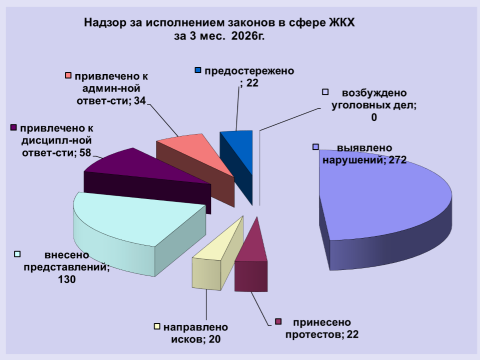 Надзор за исполнением законов в сфере ЖКХ
за 3 мес. 2026г.
привлечено к
админ-ной
ответ-сти; 34
предостережено
; 22
возбуждено
уголовных дел;
0
привлечено к
дисципл-ной
ответ-сти; 58
выявлено
нарушений; 272
внесено
представлений;
130
направлено
исков; 20
принесено
протестов; 22